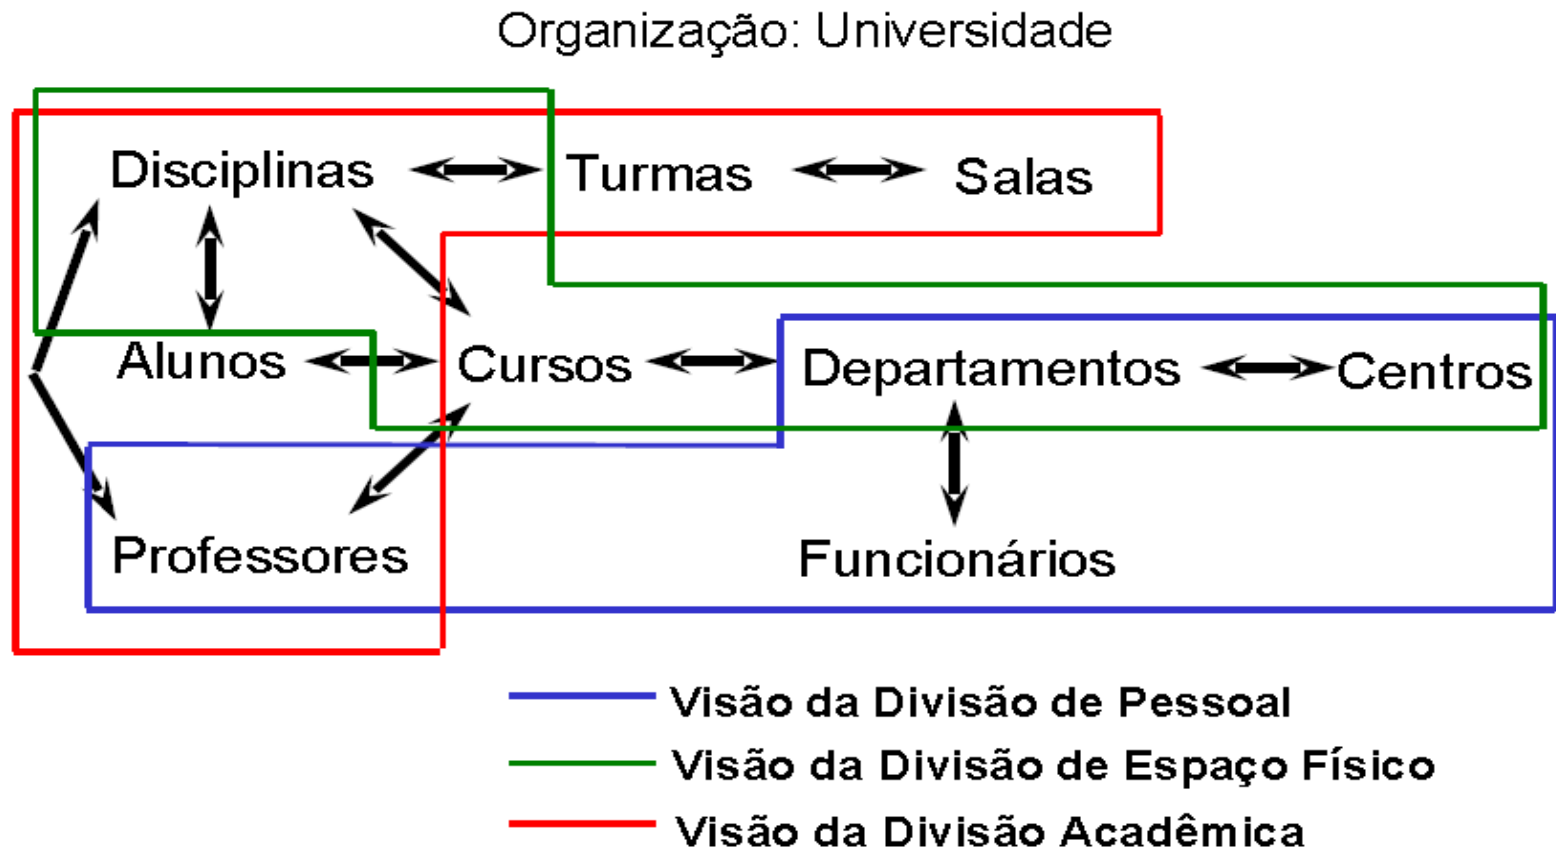 Organização: Universidade
Disciplinas Turmas Salas
Alunos Cursos Departamentos Centros
Professores Funcionários
Visão da Divisão de Pessoal
Visão da Divisão de Espaço Físico
Visão da Divisão Acadêmica